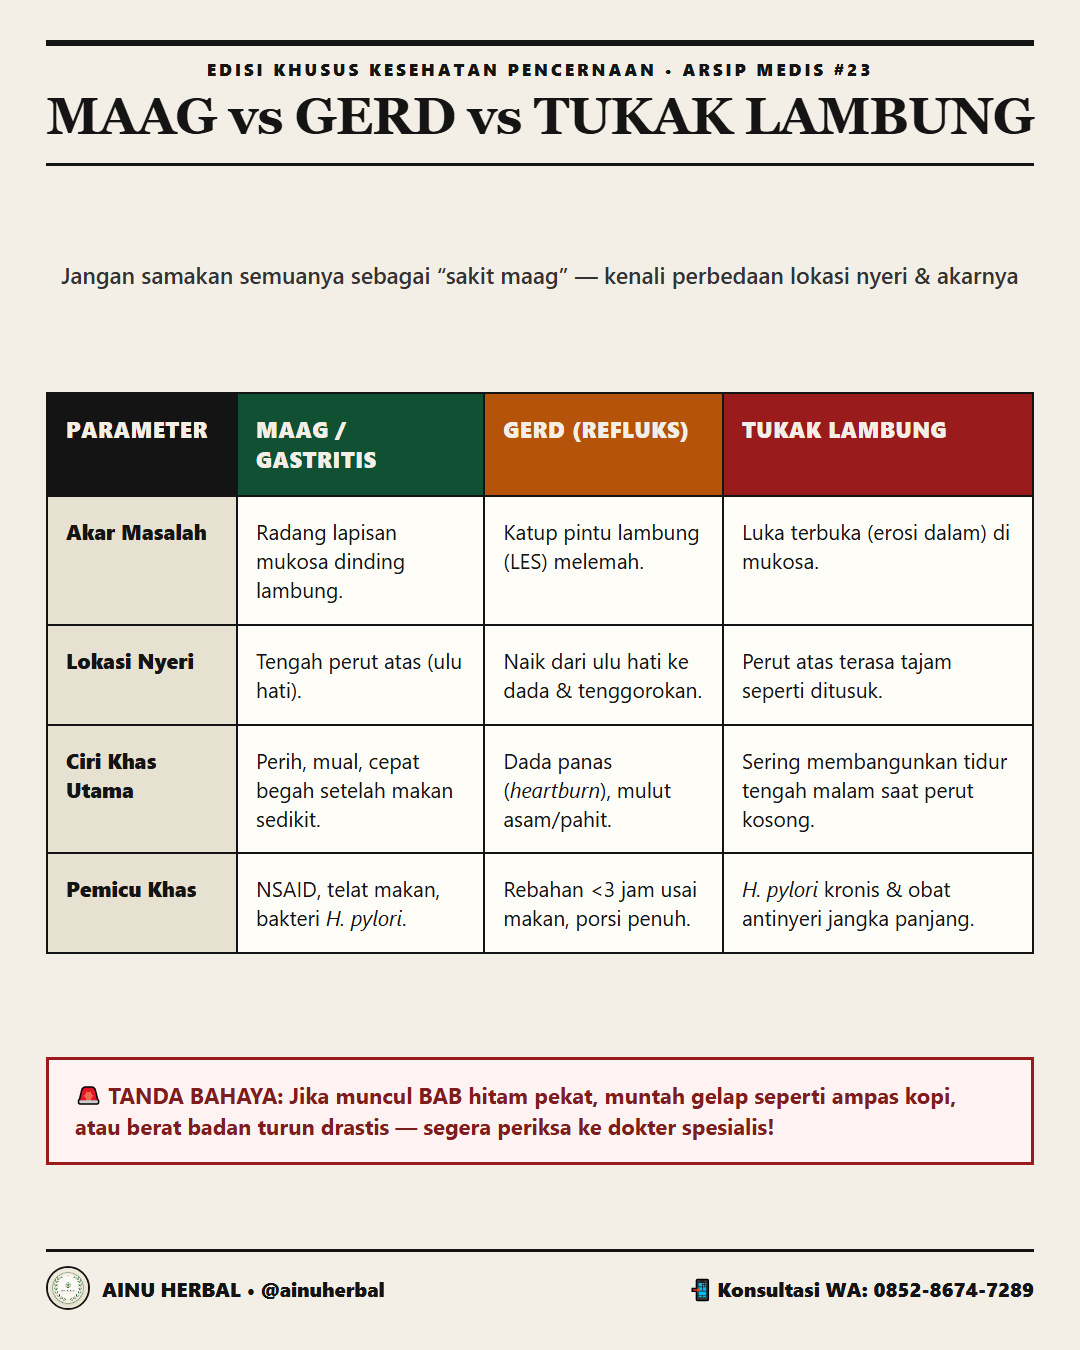 EDISI KHUSUS KESEHATAN PENCERNAAN • ARSIP MEDIS #23
MAAG vs GERD vs TUKAK LAMBUNG
Jangan samakan semuanya sebagai “sakit maag” — kenali perbedaan lokasi nyeri & akarnya
PARAMETER
MAAG /
GASTRITIS
GERD (REFLUKS)
TUKAK LAMBUNG
Akar Masalah
Radang lapisan
mukosa dinding
lambung.
Katup pintu lambung
(LES) melemah.
Luka terbuka (erosi dalam) di
mukosa.
Lokasi Nyeri
Tengah perut atas (ulu
hati).
Naik dari ulu hati ke
dada & tenggorokan.
Perut atas terasa tajam
seperti ditusuk.
Ciri Khas
Utama
Perih, mual, cepat
begah setelah makan
sedikit.
Dada panas
(heartburn), mulut
asam/pahit.
Sering membangunkan tidur
tengah malam saat perut
kosong.
Pemicu Khas
NSAID, telat makan,
bakteri H. pylori.
Rebahan <3 jam usai
makan, porsi penuh.
H. pylori kronis & obat
antinyeri jangka panjang.
🚨 TANDA BAHAYA: Jika muncul BAB hitam pekat, muntah gelap seperti ampas kopi,
atau berat badan turun drastis — segera periksa ke dokter spesialis!
AINU HERBAL • @ainuherbal
📲 Konsultasi WA: 0852-8674-7289